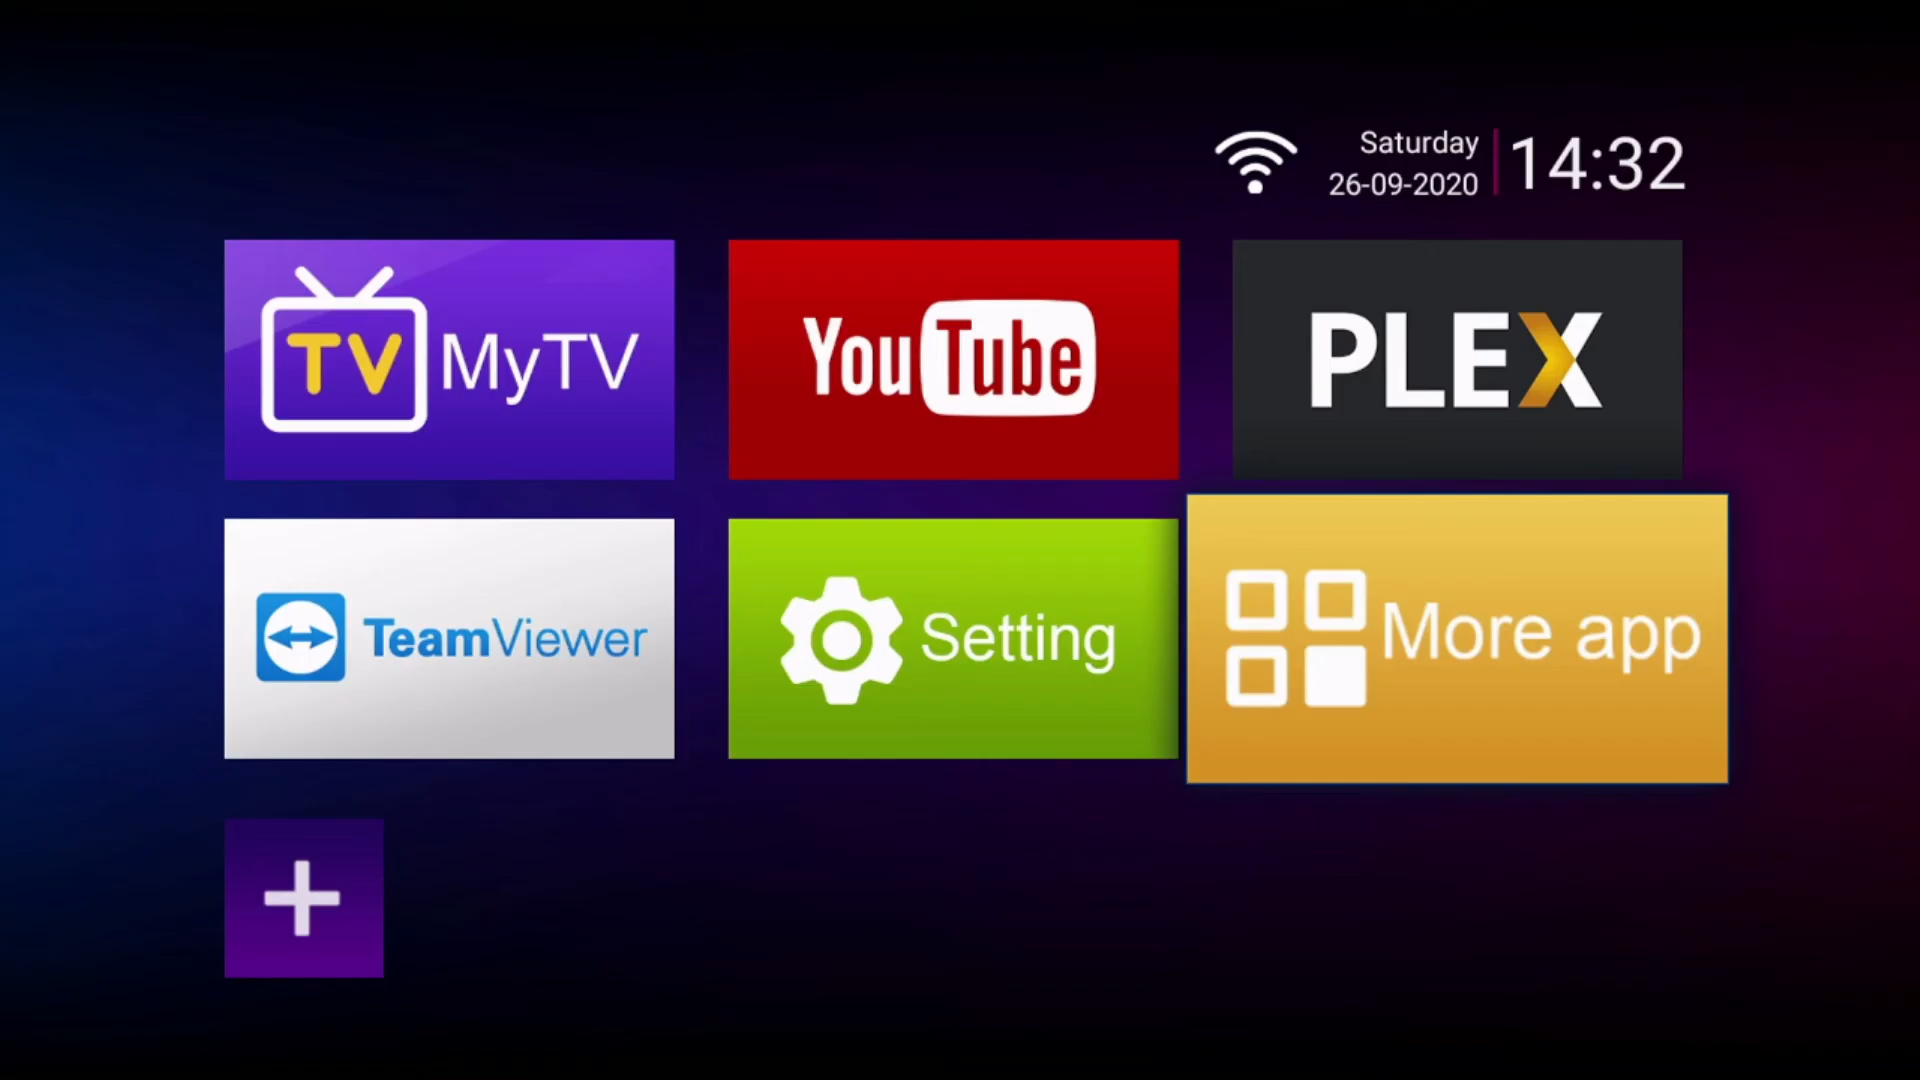 Saturday
26-09-2020
14:32
TV MyTV
YouTube
PLEX
TeamViewer
Setting
More app